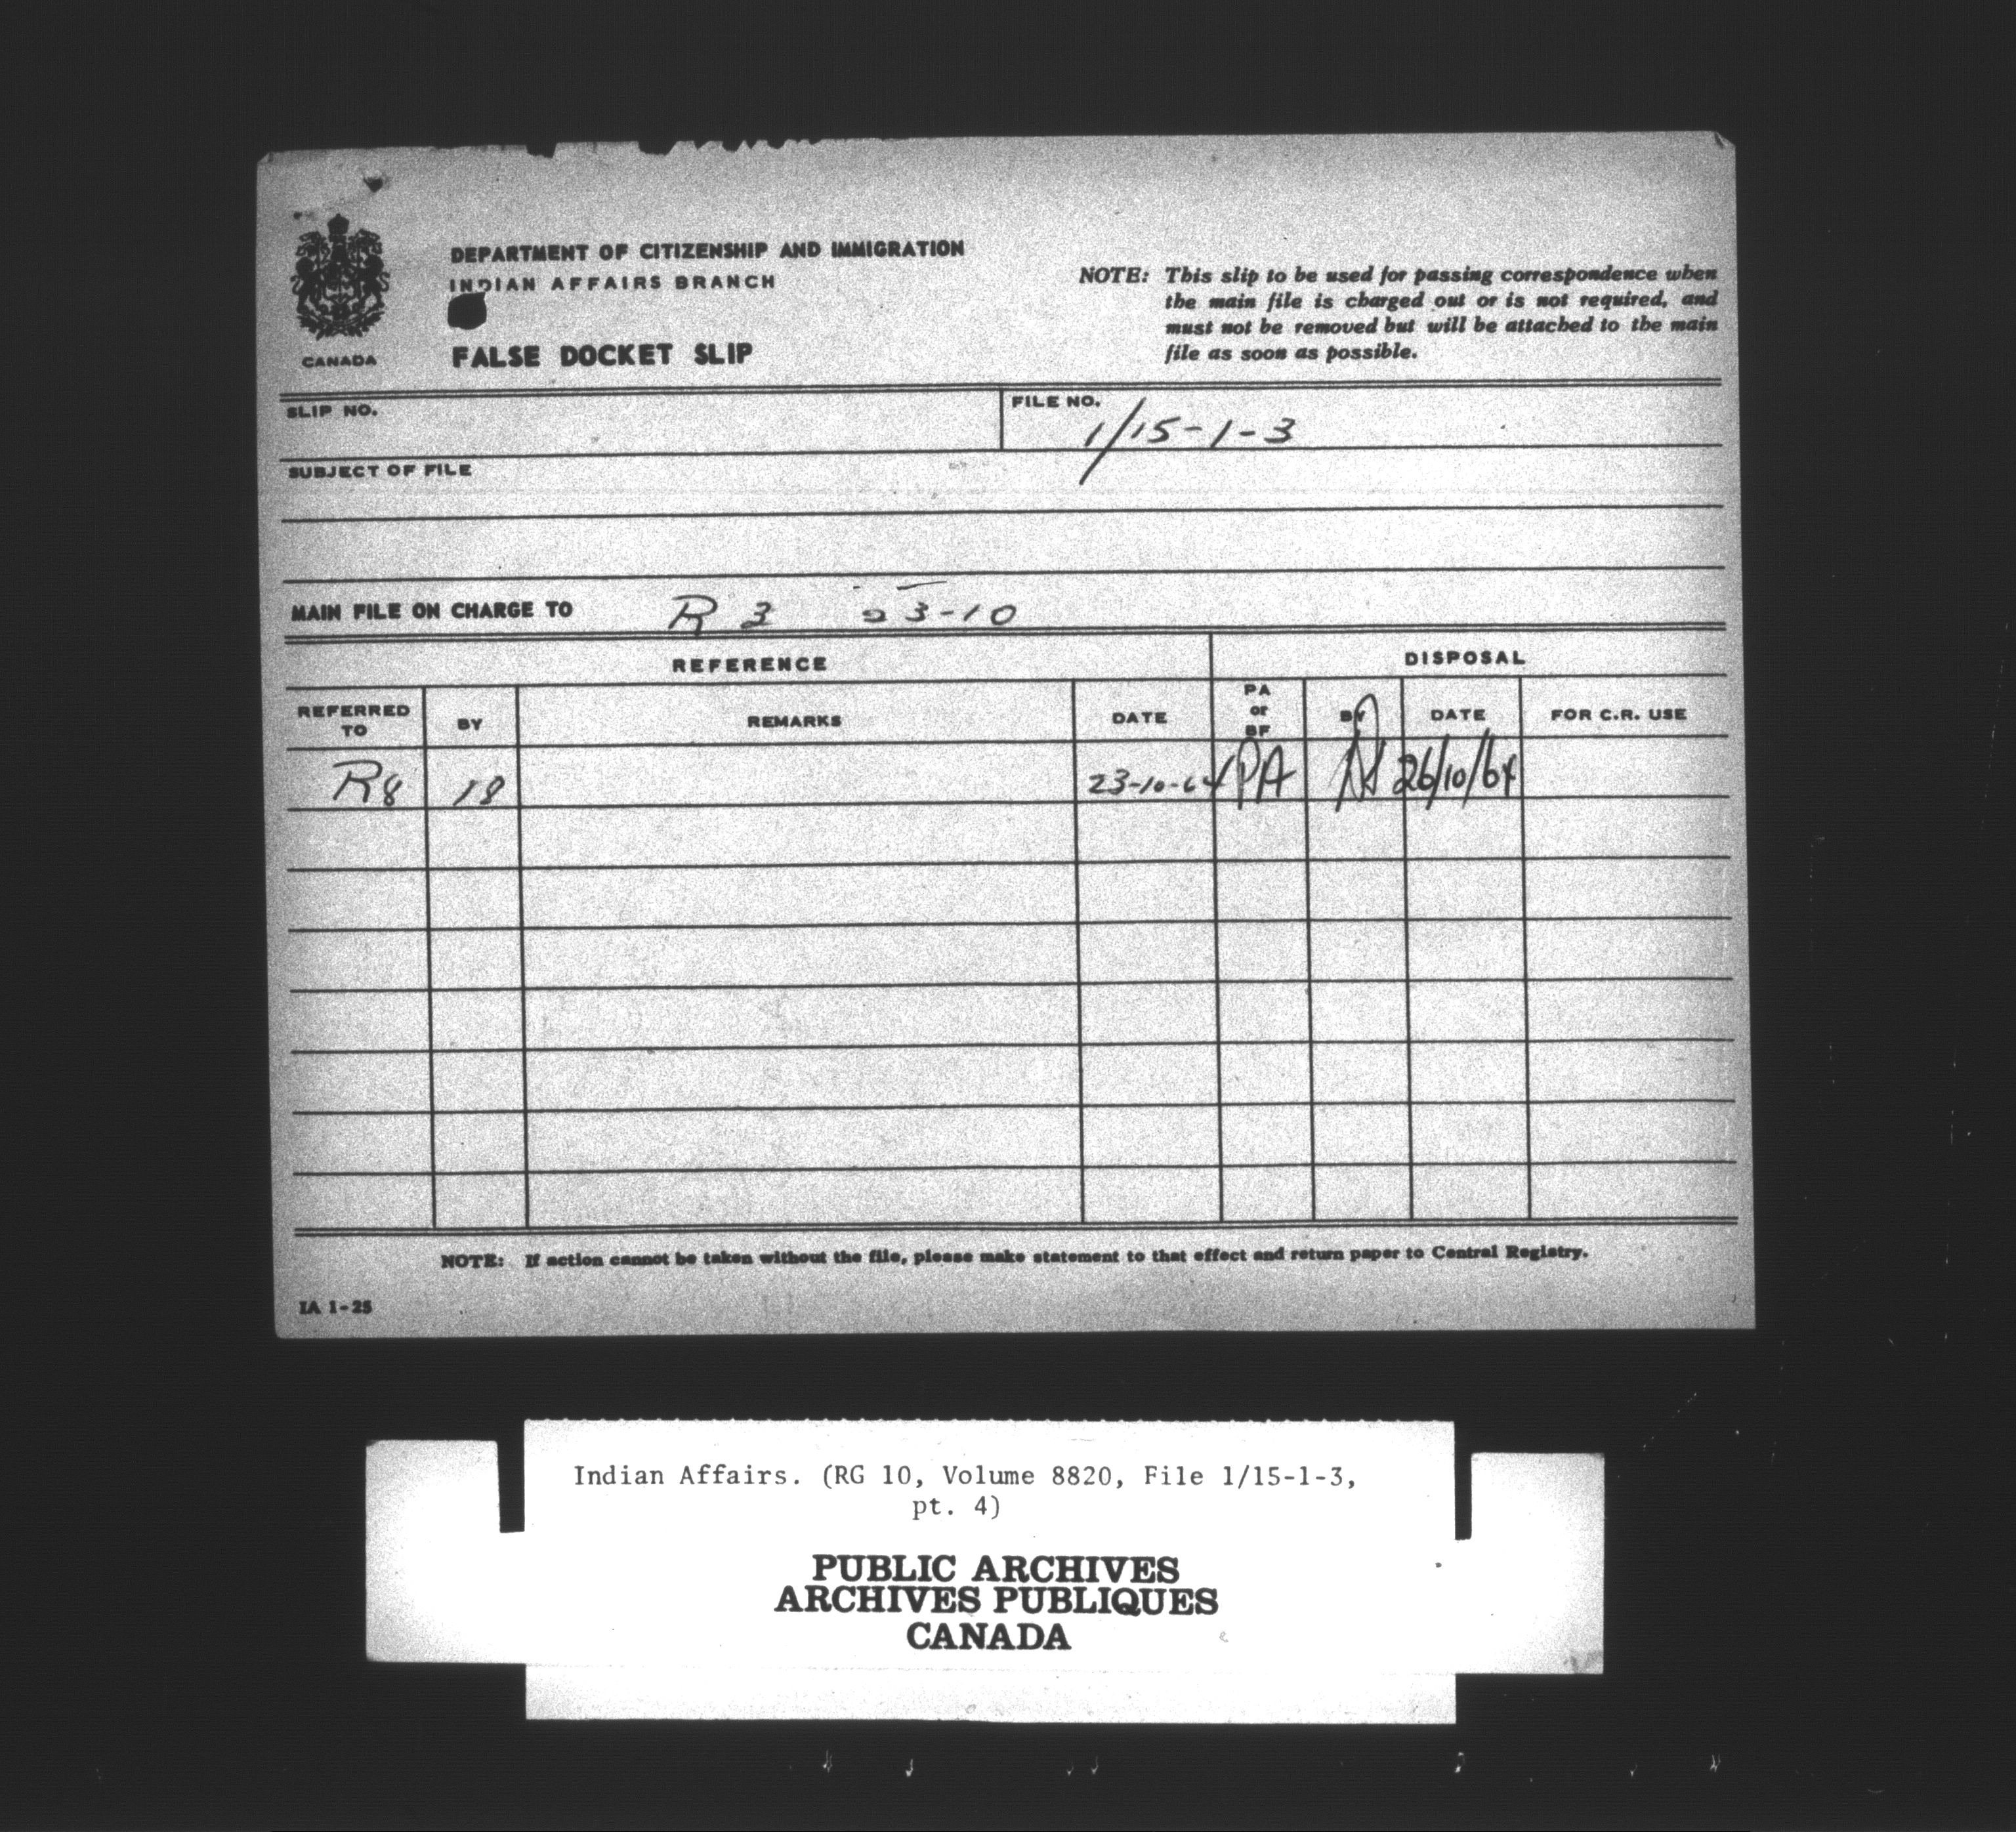 DEPARTMENT OF CITIZENSHIP AND IMMIGRATION
INDIAN AFFAIRS BRANCH
CANADA
FALSE DOCKET SLIP
NOTE: This slip to be used for passing correspondence when
the main file is charged out or is not required, and
must not be removed but will be attached to the main
file as soon as possible.
SLIP NO.
FILE NO.
1/15-1-3
SUBJECT OF FILE
MAIN FILE ON CHARGE TO R 3 23-10
REFERENCE DISPOSAL
REFERRED TO BY REMARKS DATE PA or BF BY DATE FOR C.R. USE
R8 18 23-10-64 PA 26/10/64
NOTE: If action cannot be taken without the file, please make statement to that effect and return paper to Central Registry.
IA 1-25
Indian Affairs. (RG 10, Volume 8820, File 1/15-1-3,
pt. 4)
PUBLIC ARCHIVES
ARCHIVES PUBLIQUES
CANADA